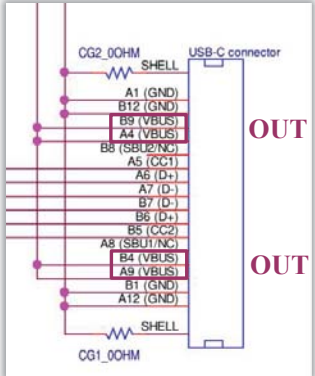 CG2_0OHM
USB-C connector
SHELL
A1 (GND)
B12 (GND)
B9 (VBUS)
OUT
A4 (VBUS)
B8 (SBU2/NC)
A5 (CC1)
A6 (D+)
A7 (D-)
B7 (D-)
B6 (D+)
B5 (CC2)
A8 (SBU1/NC)
B4 (VBUS)
OUT
A9 (VBUS)
B1 (GND)
A12 (GND)
SHELL
CG1_0OHM